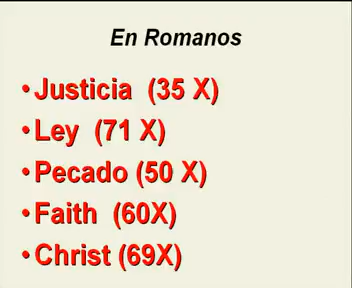 En Romanos
•Justicia (35 X)
•Ley (71 X)
•Pecado (50 X)
•Faith (60X)
•Christ (69X)